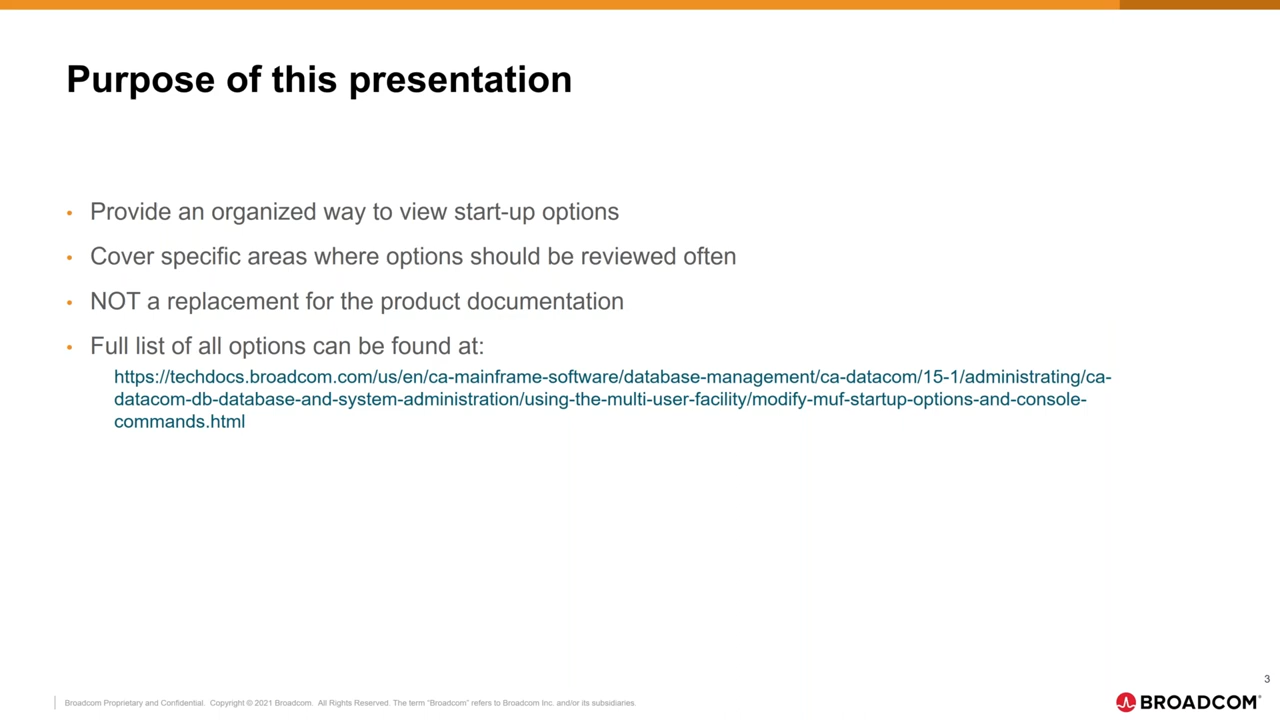 Purpose of this presentation
• Provide an organized way to view start-up options
• Cover specific areas where options should be reviewed often
• NOT a replacement for the product documentation
• Full list of all options can be found at:
https://techdocs.broadcom.com/us/en/ca-mainframe-software/database-management/ca-datacom/15-1/administrating/ca-
datacom-db-database-and-system-administration/using-the-multi-user-facility/modify-muf-startup-options-and-console-
commands.html
3
Broadcom Proprietary and Confidential. Copyright © 2021 Broadcom. All Rights Reserved. The term “Broadcom” refers to Broadcom Inc. and/or its subsidiaries.
BROADCOM®